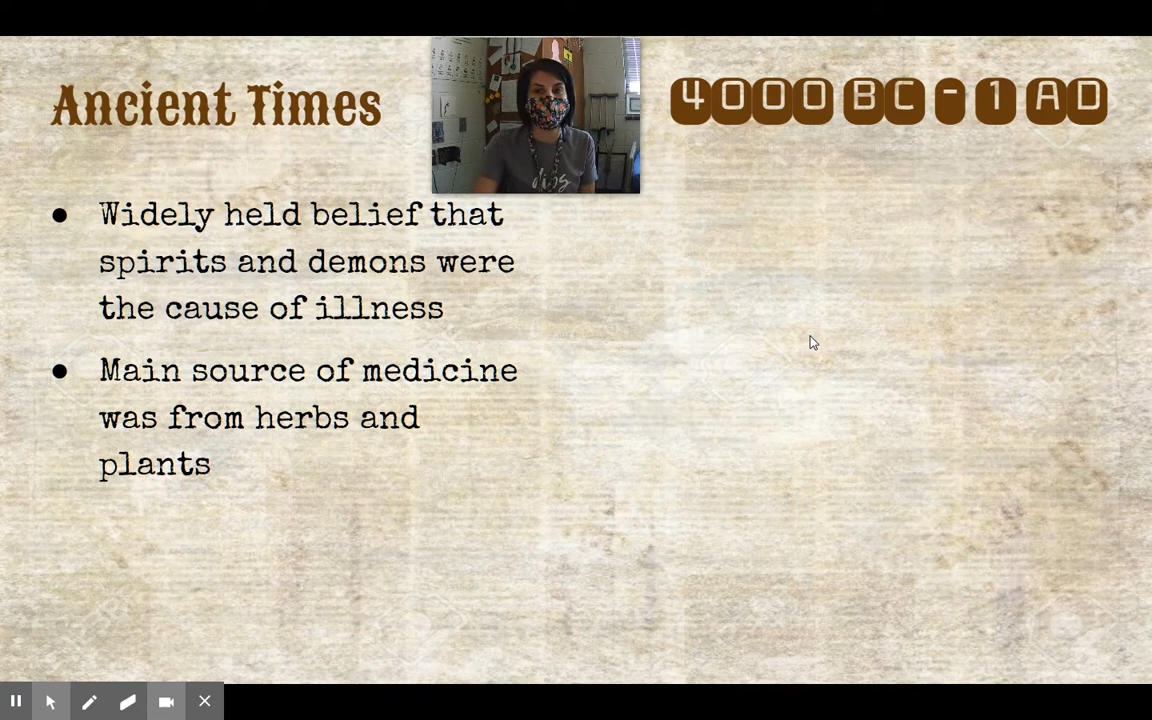 Ancient Times
4000 BC - 1 AD
● Widely held belief that
spirits and demons were
the cause of illness
● Main source of medicine
was from herbs and
plants